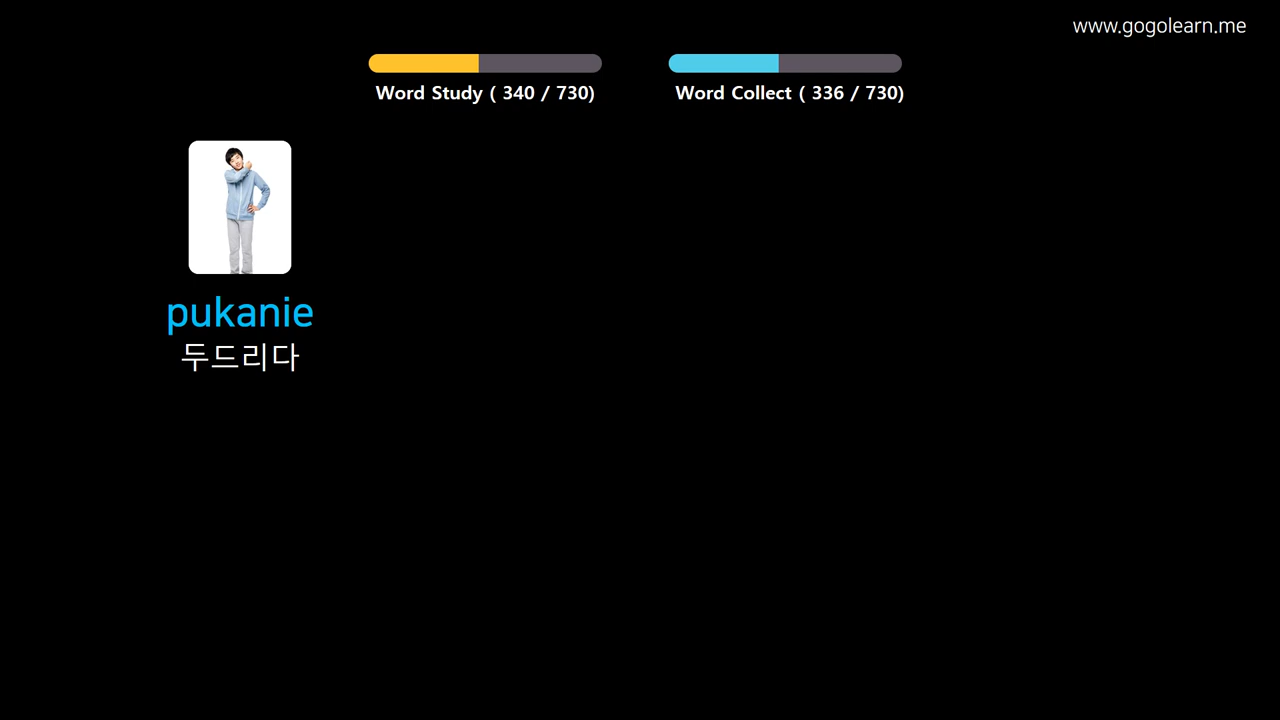 www.gogolearn.me
Word Study ( 340 / 730)
Word Collect ( 336 / 730)
pukanie
두드리다